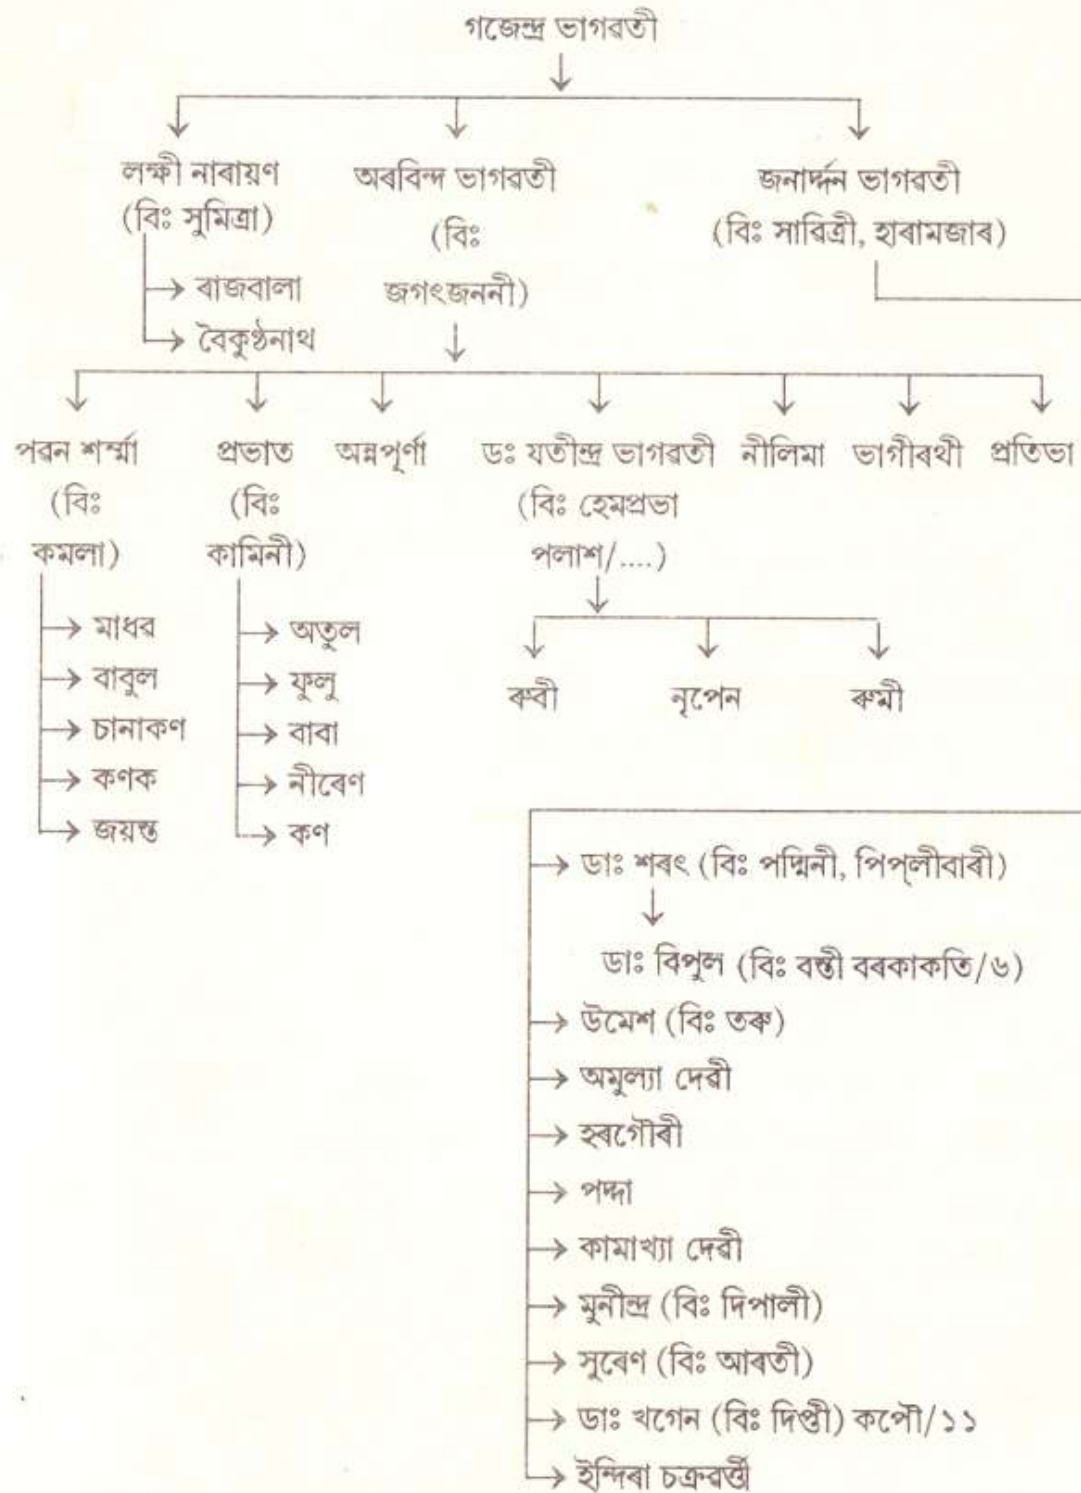 গজেন্দ্ৰ ভাগৱতী
লক্ষী নাৰায়ণ অৰবিন্দ ভাগৱতী জনাৰ্দ্দন ভাগৱতী
(বিঃ সুমিত্ৰা) (বিঃ (বিঃ সাবিত্ৰী, হাৰামজাৰ)
ৰাজবালা জগৎজননী)
বৈকুণ্ঠনাথ
পৱন শৰ্ম্মা প্ৰভাত অন্নপূৰ্ণা ডঃ যতীন্দ্ৰ ভাগৱতী নীলিমা ভাগীৰথী প্ৰতিভা
(বিঃ (বিঃ (বিঃ হেমপ্ৰভা
কমলা) কামিনী) পলাশ/....)
মাধৱ অতুল
ৰুবী নৃপেন ৰুমী
বাবুল ফুলু
চানাকণ বাবা
কণক নীৰেণ
জয়ন্ত কণ
ডাঃ শৰৎ (বিঃ পদ্মিনী, পিপ্‌লীবাৰী)
ডাঃ বিপুল (বিঃ বন্তী বৰকাকতি/৬)
উমেশ (বিঃ তৰু)
অমুল্যা দেৱী
হৰগৌৰী
পদ্দা
কামাখ্যা দেৱী
মুনীন্দ্ৰ (বিঃ দিপালী)
সুৰেণ (বিঃ আৰতী)
ডাঃ খগেন (বিঃ দিপ্তী) কপৌ/১১
ইন্দিৰা চক্ৰৱৰ্ত্তী